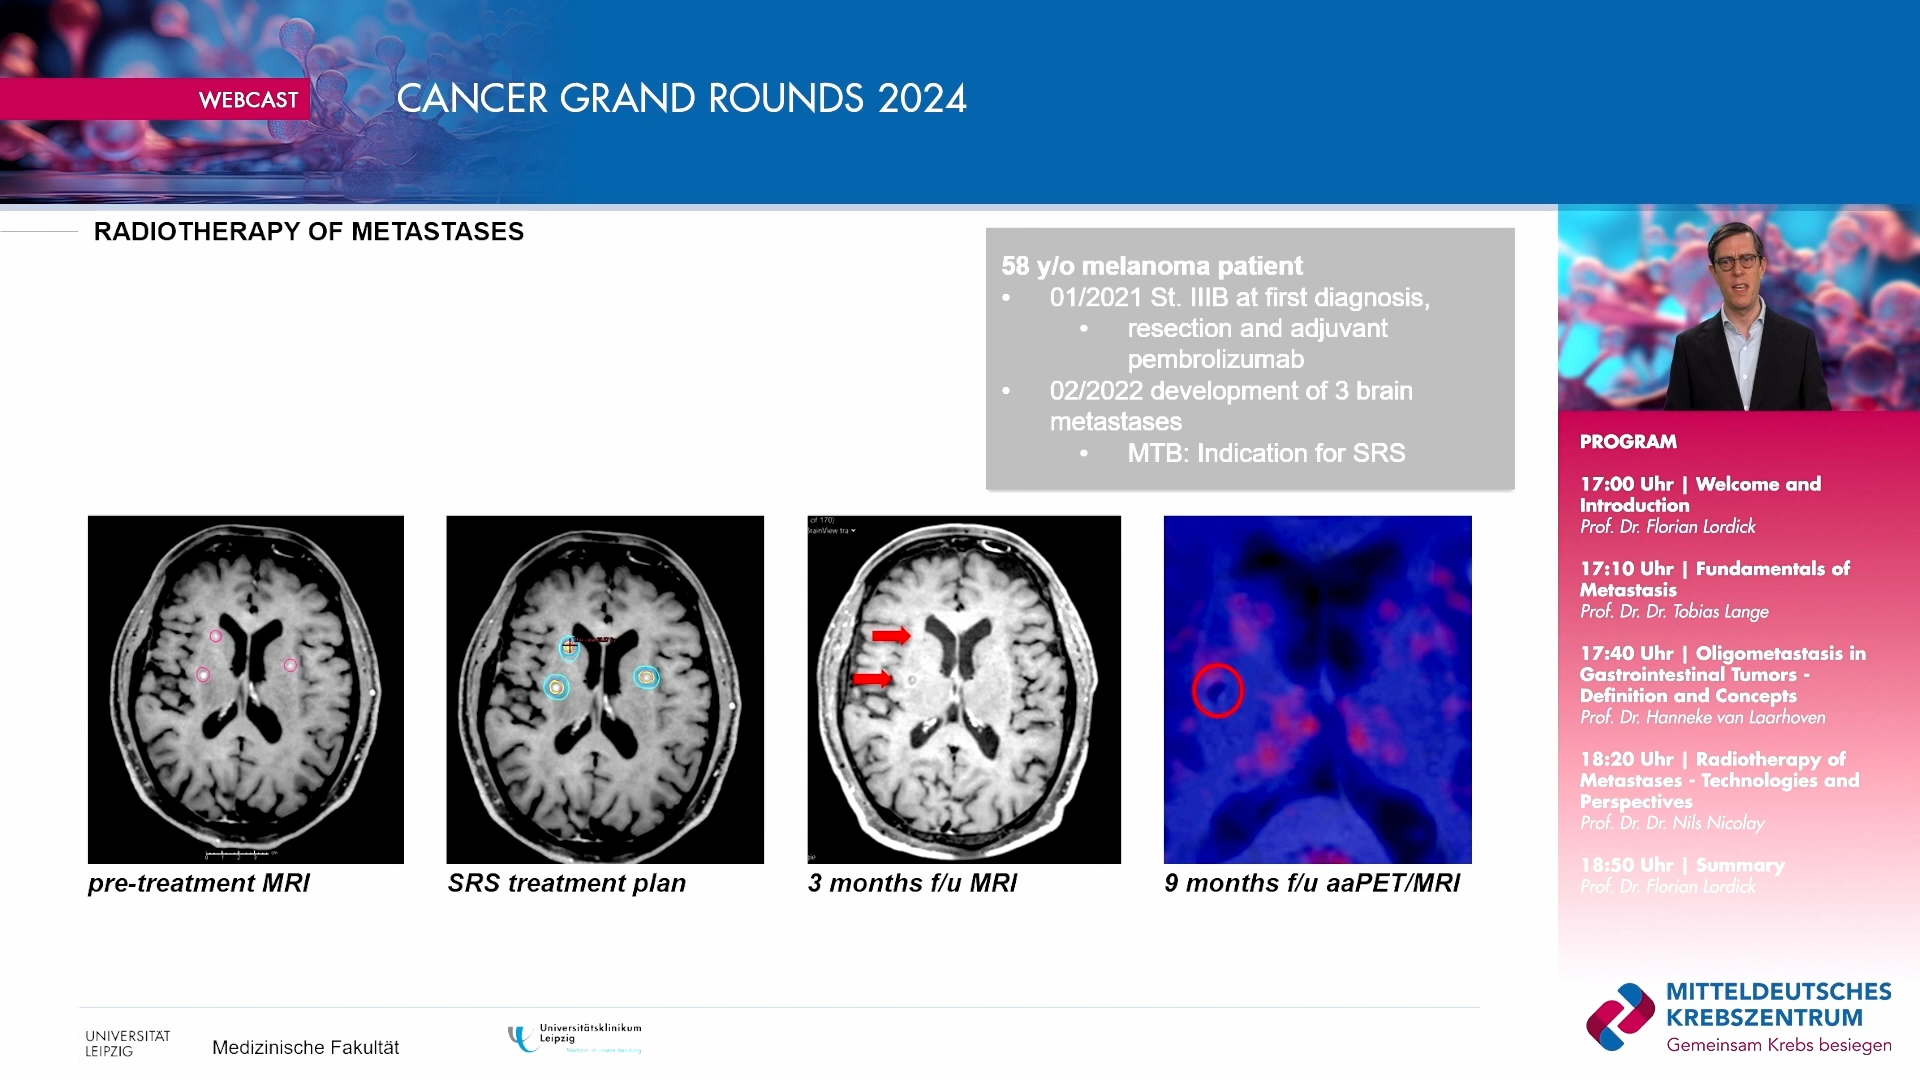 WEBCAST
CANCER GRAND ROUNDS 2024
RADIOTHERAPY OF METASTASES
58 y/o melanoma patient
• 01/2021 St. IIIB at first diagnosis,
• resection and adjuvant
pembrolizumab
• 02/2022 development of 3 brain
metastases
• MTB: Indication for SRS
of 170)
BrainView tra
pre-treatment MRI
SRS treatment plan
3 months f/u MRI
9 months f/u aaPET/MRI
PROGRAM
17:00 Uhr | Welcome and
Introduction
Prof. Dr. Florian Lordick
17:10 Uhr | Fundamentals of
Metastasis
Prof. Dr. Dr. Tobias Lange
17:40 Uhr | Oligometastasis in
Gastrointestinal Tumors -
Definition and Concepts
Prof. Dr. Hanneke van Laarhoven
18:20 Uhr | Radiotherapy of
Metastases - Technologies and
Perspectives
Prof. Dr. Dr. Nils Nicolay
18:50 Uhr | Summary
Prof. Dr. Florian Lordick
UNIVERSITÄT
LEIPZIG
Medizinische Fakultät
Universitätsklinikum
Leipzig
MITTELDEUTSCHES
KREBSZENTRUM
Gemeinsam Krebs besiegen